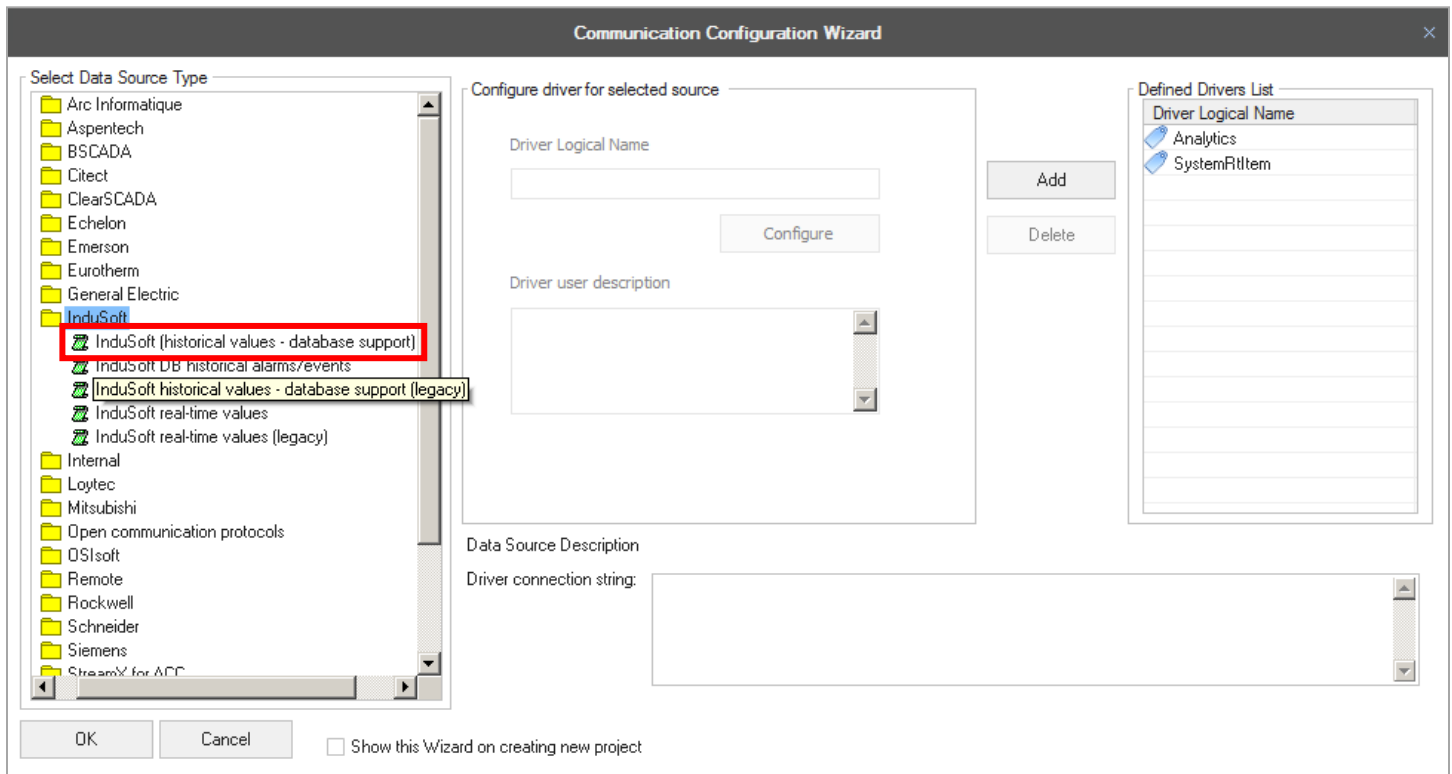 Communication Configuration Wizard
Select Data Source Type
Arc Informatique
Aspentech
BSCADA
Citect
ClearSCADA
Echelon
Emerson
Eurotherm
General Electric
InduSoft
InduSoft (historical values - database support)
InduSoft DB historical alarms/events
InduSoft historical values - database support (legacy)
InduSoft real-time values
InduSoft real-time values (legacy)
Internal
Loytec
Mitsubishi
Open communication protocols
OSIsoft
Remote
Rockwell
Schneider
Siemens
StreamX for ACC
Configure driver for selected source
Driver Logical Name
Configure
Driver user description
Add
Delete
Defined Drivers List
Driver Logical Name
Analytics
SystemRtItem
Data Source Description
Driver connection string:
OK
Cancel
Show this Wizard on creating new project